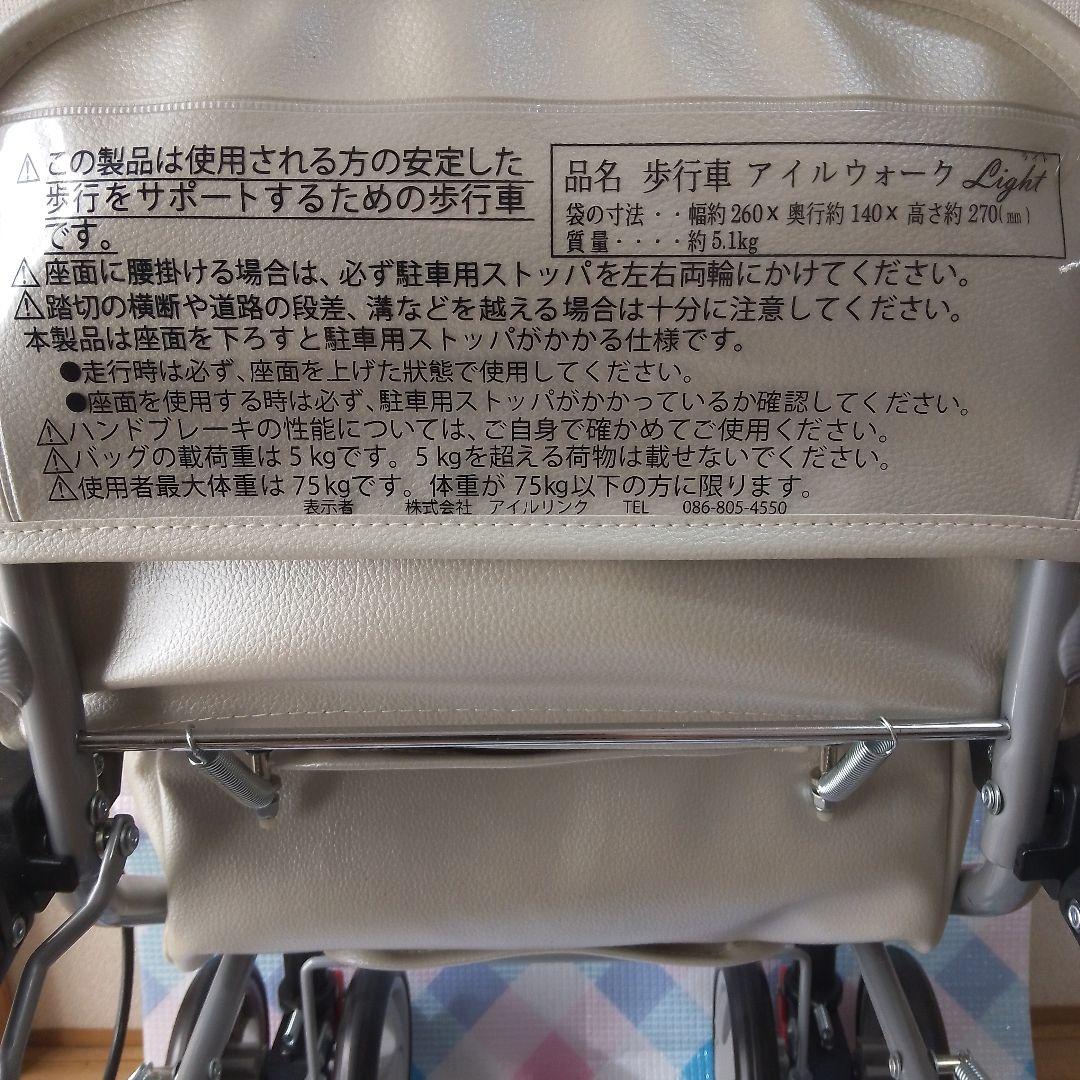 ⚠この製品は使用される方の安定した
歩行をサポートするための歩行車
です。
品名 歩行車 アイルウォーク Light
ライト
袋の寸法・・幅約260x奥行約140x高さ約270(㎜)
質量・・・・約5.1kg
⚠座面に腰掛ける場合は、必ず駐車用ストッパを左右両輪にかけてください。
⚠踏切の横断や道路の段差、溝などを越える場合は十分に注意してください。
本製品は座面を下ろすと駐車用ストッパがかかる仕様です。
●走行時は必ず、座面を上げた状態で使用してください。
●座面を使用する時は必ず、駐車用ストッパがかかっているか確認してください。
⚠ハンドブレーキの性能については、ご自身で確かめてご使用ください。
⚠バッグの載荷重は5kgです。5kgを超える荷物は載せないでください。
⚠使用者最大体重は75kgです。体重が75kg以下の方に限ります。
表示者 株式会社 アイルリンク TEL 086-805-4550